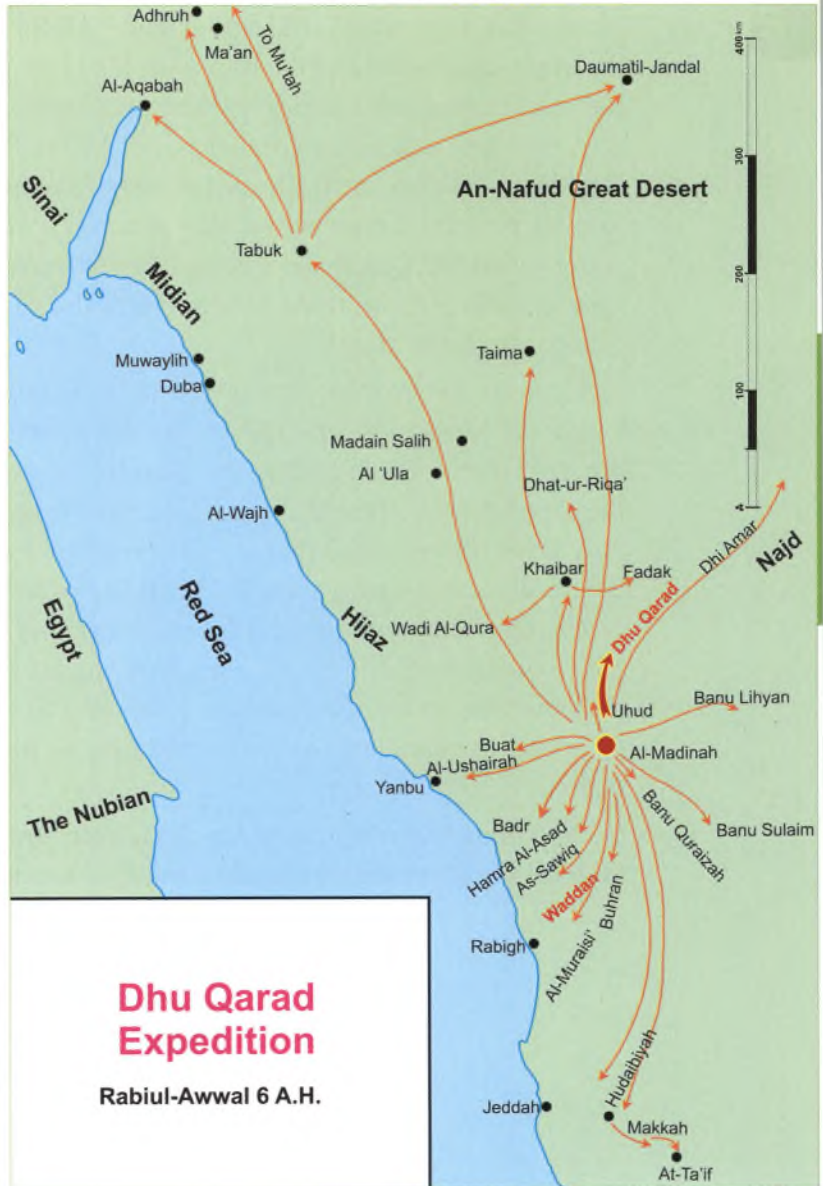 Adhruh
Ma'an
To Mu'tah
Al-Aqabah
Daumatil-Jandal
400 km
300
200
100
An-Nafud Great Desert
Sinai
Tabuk
Midian
Muwaylih
Duba
Taima
Madain Salih
Al 'Ula
Dhat-ur-Riqa'
Al-Wajh
Khaibar
Fadak
Dhi Amar
Najd
Egypt
Red Sea
Hijaz
Wadi Al-Qura
Dhu Qarad
Uhud
Banu Lihyan
Buat
Al-Madinah
Al-Ushairah
Yanbu
The Nubian
Badr
Hamra Al-Asad
As-Sawiq
Waddan
Al-Muraisi'
Buhran
Banu Quraizah
Banu Sulaim
Rabigh
Dhu Qarad
Expedition
Rabiul-Awwal 6 A.H.
Jeddah
Hudaibiyah
Makkah
At-Ta'if